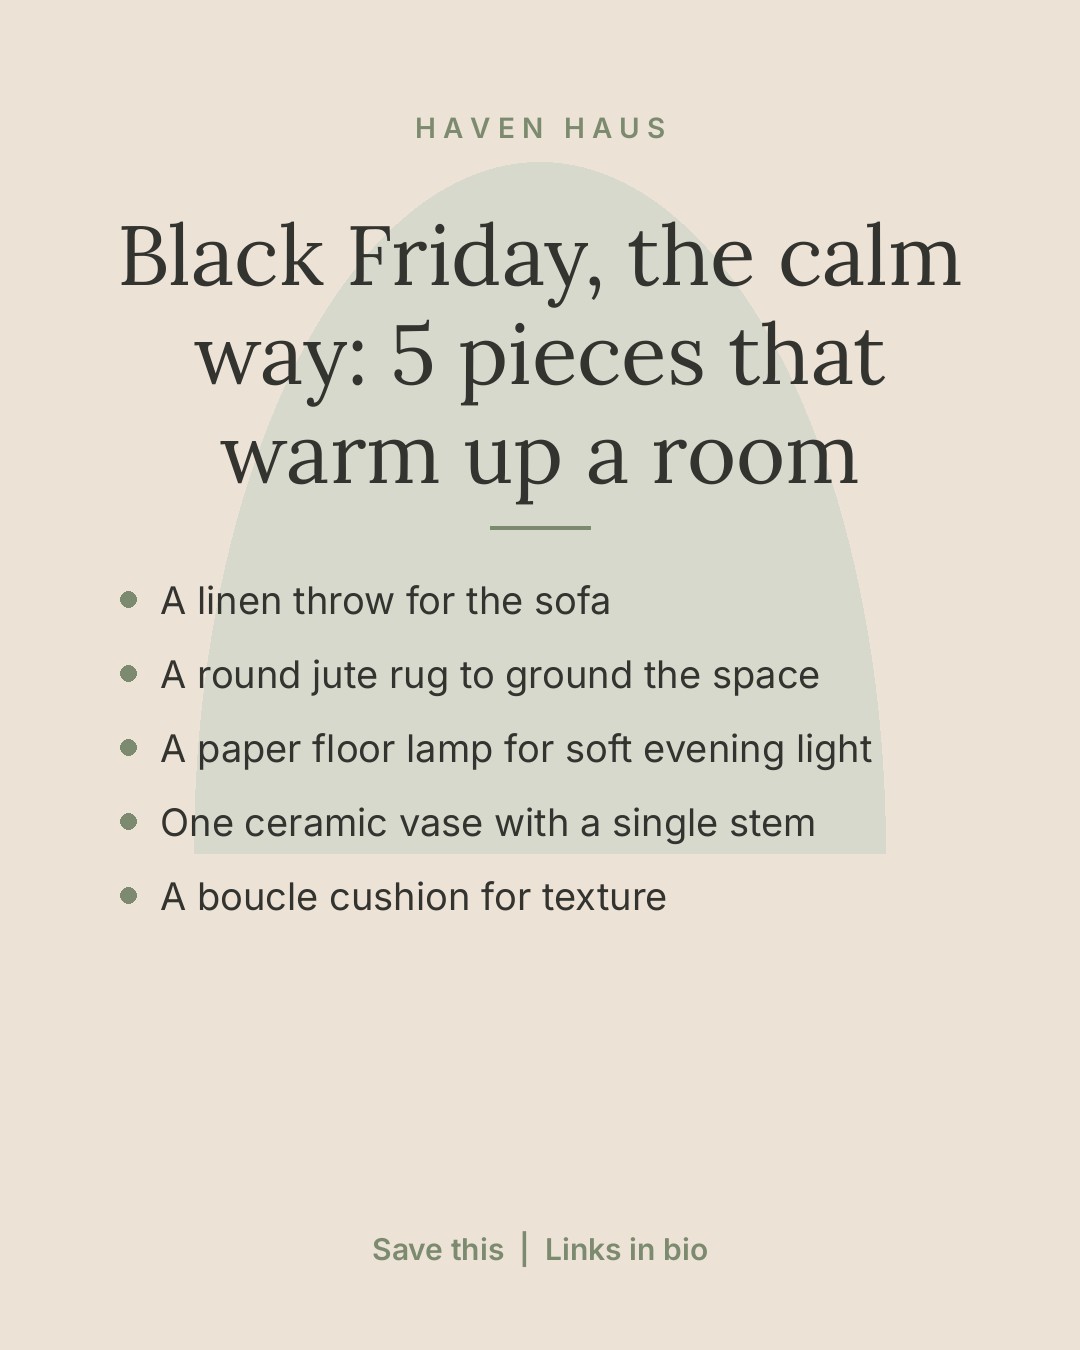 HAVEN HAUS
Black Friday, the calm
way: 5 pieces that
warm up a room
A linen throw for the sofa
A round jute rug to ground the space
A paper floor lamp for soft evening light
One ceramic vase with a single stem
A boucle cushion for texture
Save this | Links in bio